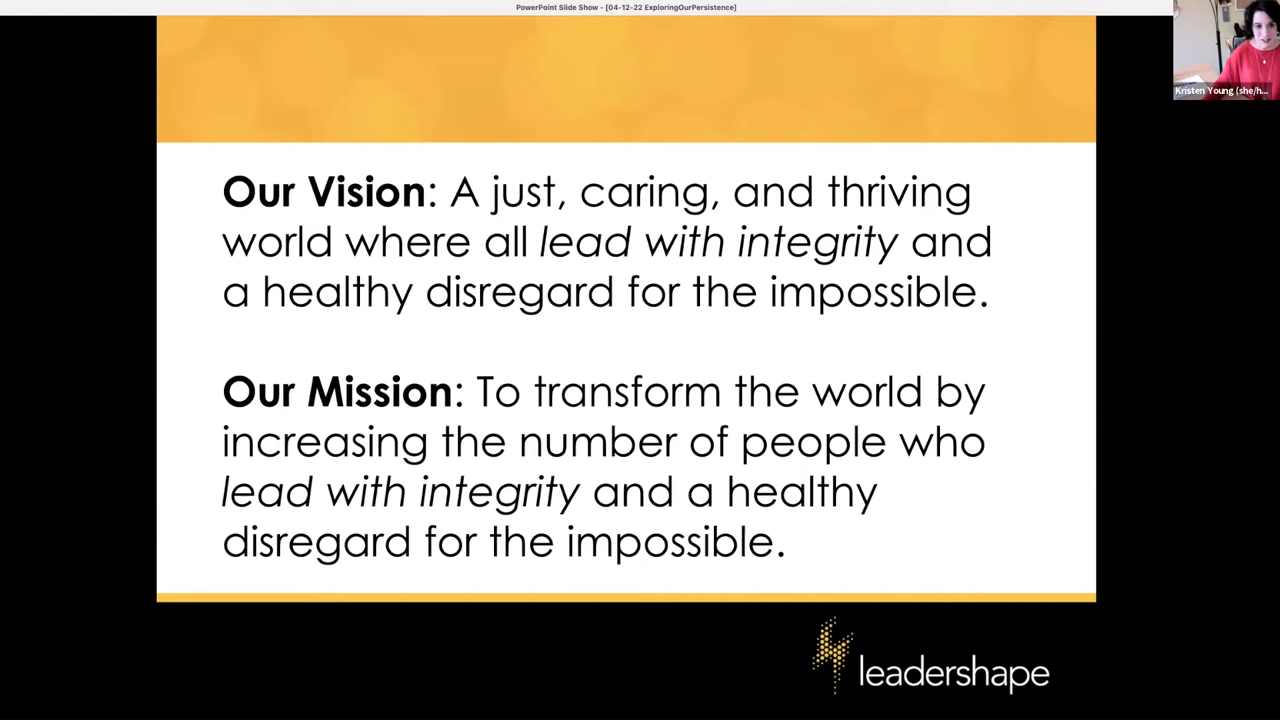 PowerPoint Slide Show - [04-12-22 ExploringOurPersistence]
Kristen Young (she/h...
Our Vision: A just, caring, and thriving
world where all lead with integrity and
a healthy disregard for the impossible.
Our Mission: To transform the world by
increasing the number of people who
lead with integrity and a healthy
disregard for the impossible.
leadershape